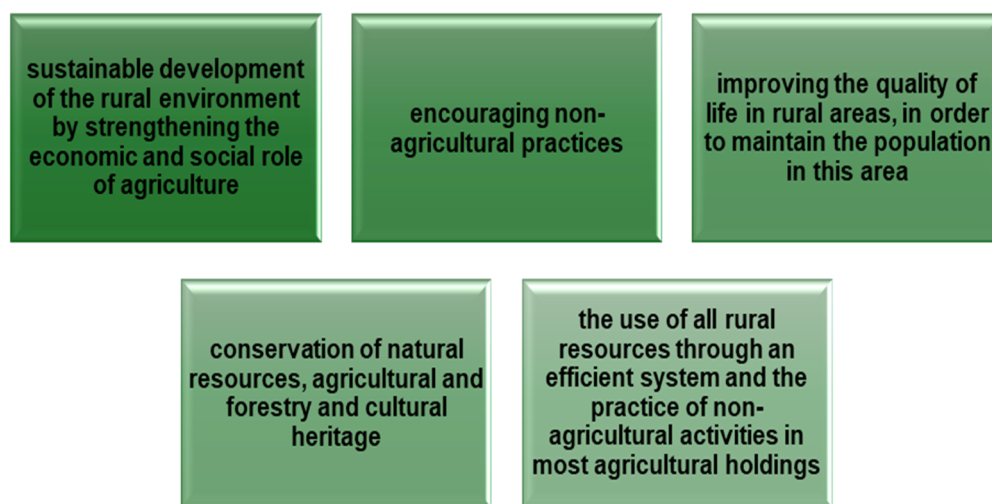 sustainable development
of the rural environment
by strengthening the
economic and social role
of agriculture
encouraging non-
agricultural practices
improving the quality of
life in rural areas, in order
to maintain the population
in this area
conservation of natural
resources, agricultural and
forestry and cultural
heritage
the use of all rural
resources through an
efficient system and the
practice of non-
agricultural activities in
most agricultural holdings